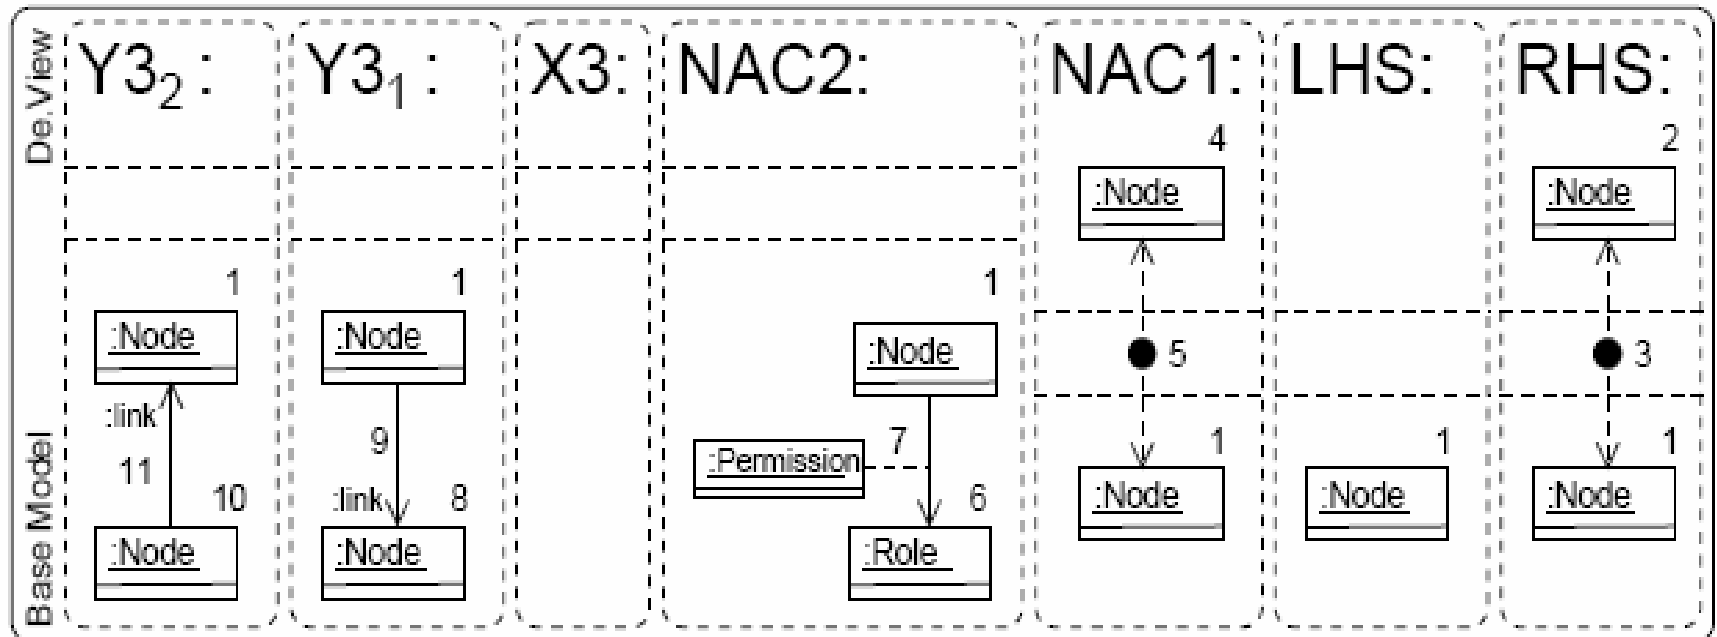 De.View
Base Model
Y3₂ :
1
:Node
:link
11
10
:Node
Y3₁ :
1
:Node
9
:link
8
:Node
X3:
NAC2:
1
:Node
7
:Permission
6
:Role
NAC1:
4
:Node
5
1
:Node
LHS:
1
:Node
RHS:
2
:Node
3
1
:Node